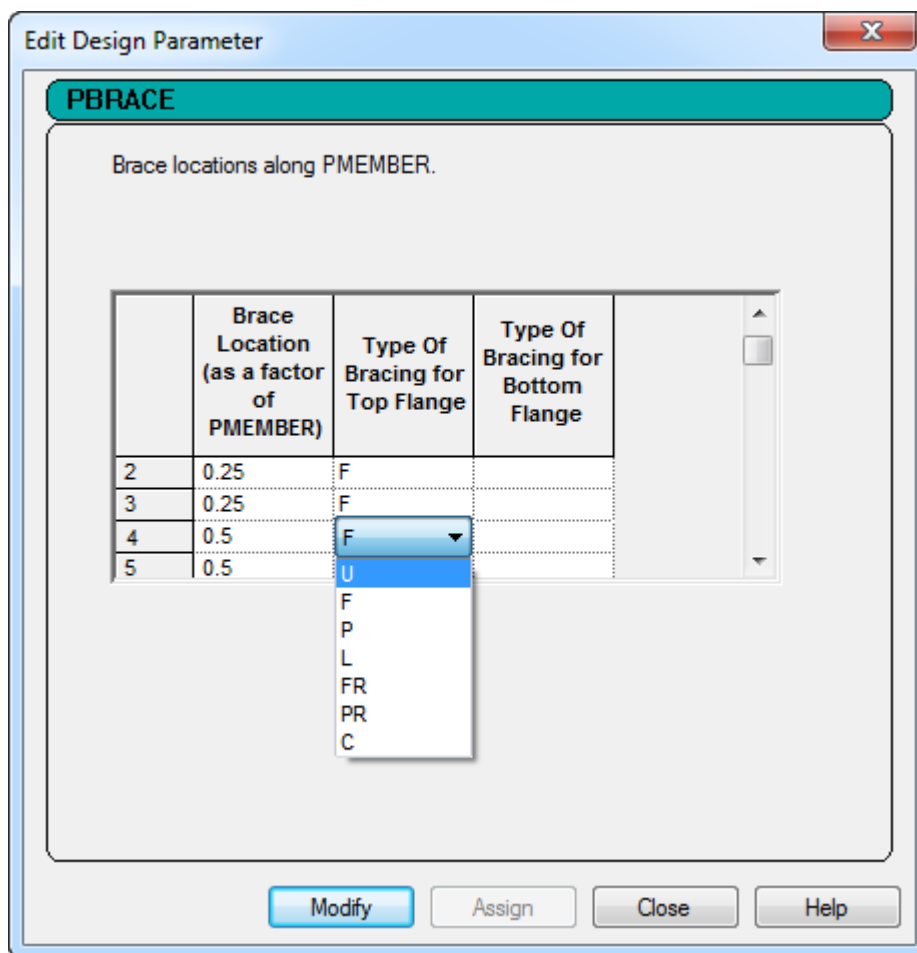 Edit Design Parameter
PBRACE
Brace locations along PMEMBER.
Brace
Location
(as a factor
of
PMEMBER)
Type Of
Bracing for
Top Flange
Type Of
Bracing for
Bottom
Flange
2 0.25 F
3 0.25 F
4 0.5 F
5 0.5
U
F
P
L
FR
PR
C
Modify Assign Close Help